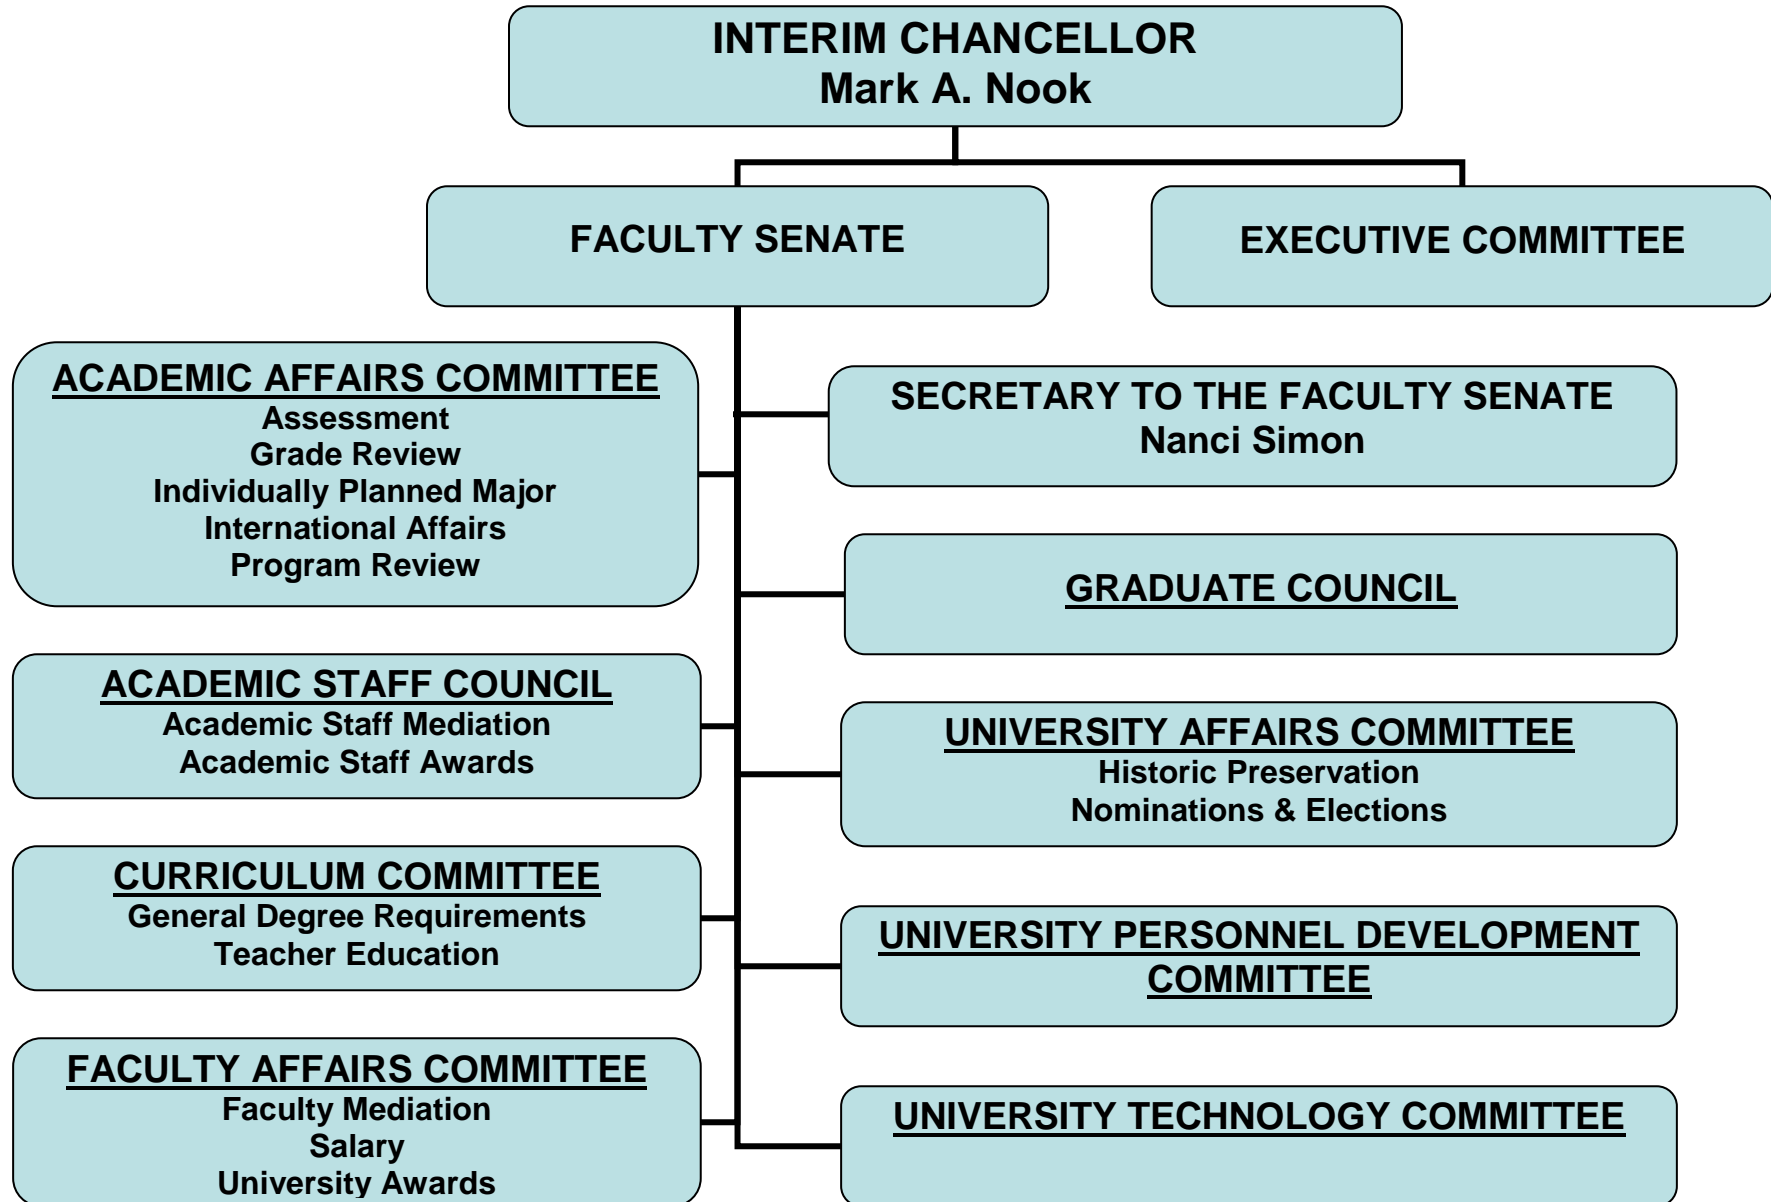 INTERIM CHANCELLOR
Mark A. Nook
FACULTY SENATE
EXECUTIVE COMMITTEE
ACADEMIC AFFAIRS COMMITTEE
Assessment
Grade Review
Individually Planned Major
International Affairs
Program Review
SECRETARY TO THE FACULTY SENATE
Nanci Simon
GRADUATE COUNCIL
ACADEMIC STAFF COUNCIL
Academic Staff Mediation
Academic Staff Awards
UNIVERSITY AFFAIRS COMMITTEE
Historic Preservation
Nominations & Elections
CURRICULUM COMMITTEE
General Degree Requirements
Teacher Education
UNIVERSITY PERSONNEL DEVELOPMENT
COMMITTEE
FACULTY AFFAIRS COMMITTEE
Faculty Mediation
Salary
University Awards
UNIVERSITY TECHNOLOGY COMMITTEE